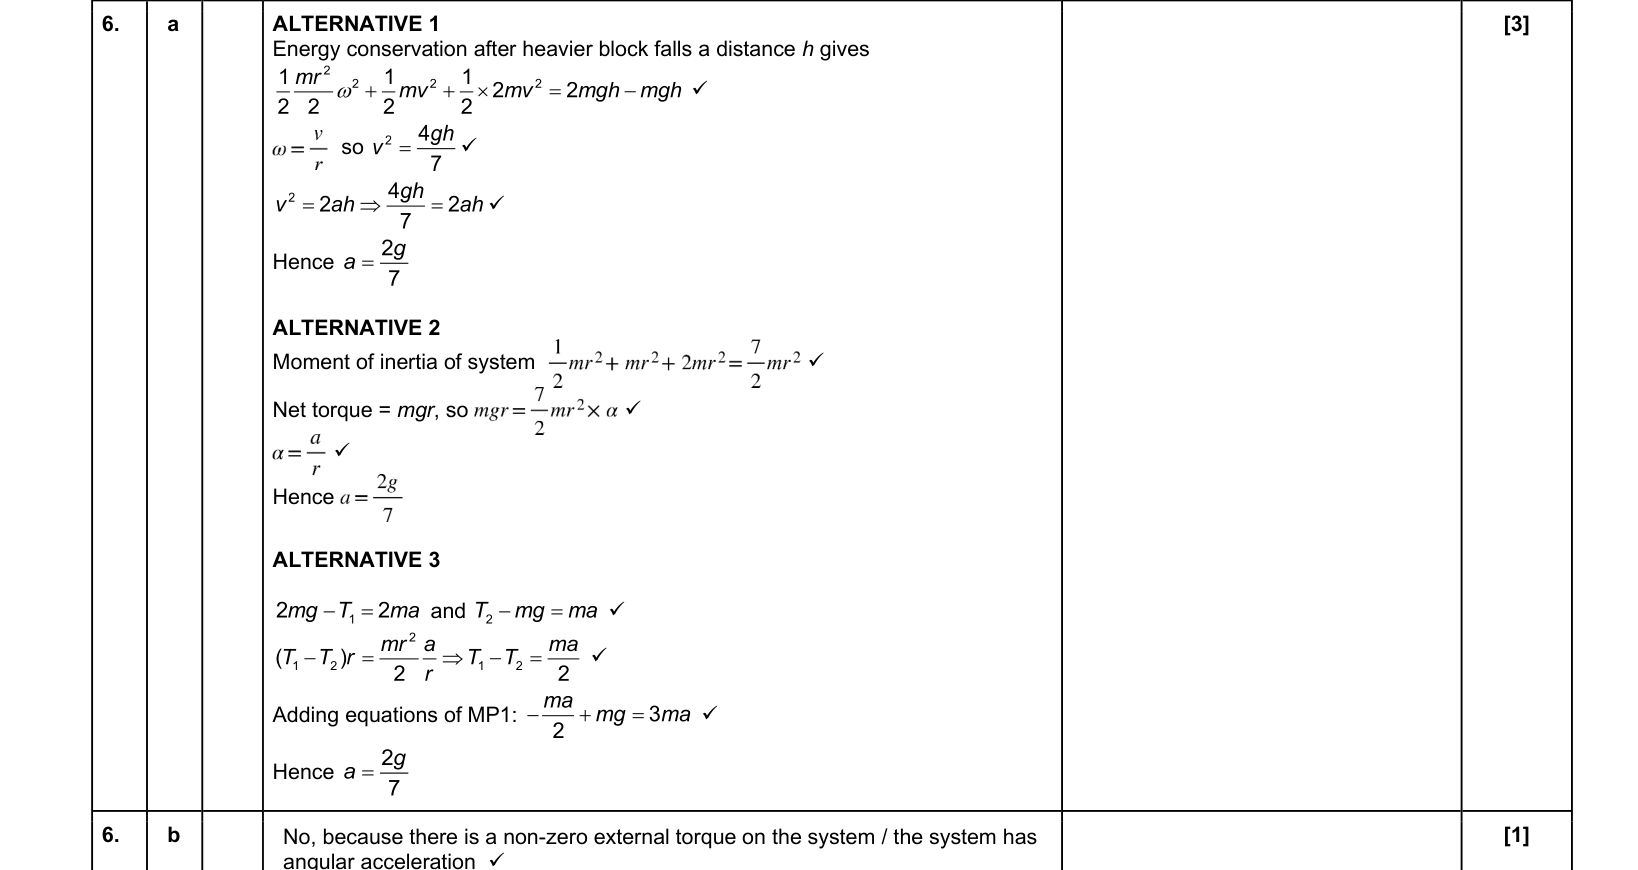 6. a ALTERNATIVE 1 [3]
Energy conservation after heavier block falls a distance h gives
1/2 mr²/2 ω² + 1/2 mv² + 1/2 × 2mv² = 2mgh − mgh ✓
ω = v/r so v² = 4gh/7 ✓
v² = 2ah ⇒ 4gh/7 = 2ah ✓
Hence a = 2g/7
ALTERNATIVE 2
Moment of inertia of system 1/2 mr² + mr² + 2mr² = 7/2 mr² ✓
Net torque = mgr, so mgr = 7/2 mr² × α ✓
α = a/r ✓
Hence a = 2g/7
ALTERNATIVE 3
2mg − T₁ = 2ma and T₂ − mg = ma ✓
(T₁ − T₂)r = mr²/2 a/r ⇒ T₁ − T₂ = ma/2 ✓
Adding equations of MP1: − ma/2 + mg = 3ma ✓
Hence a = 2g/7
6. b No, because there is a non-zero external torque on the system / the system has [1]
angular acceleration ✓